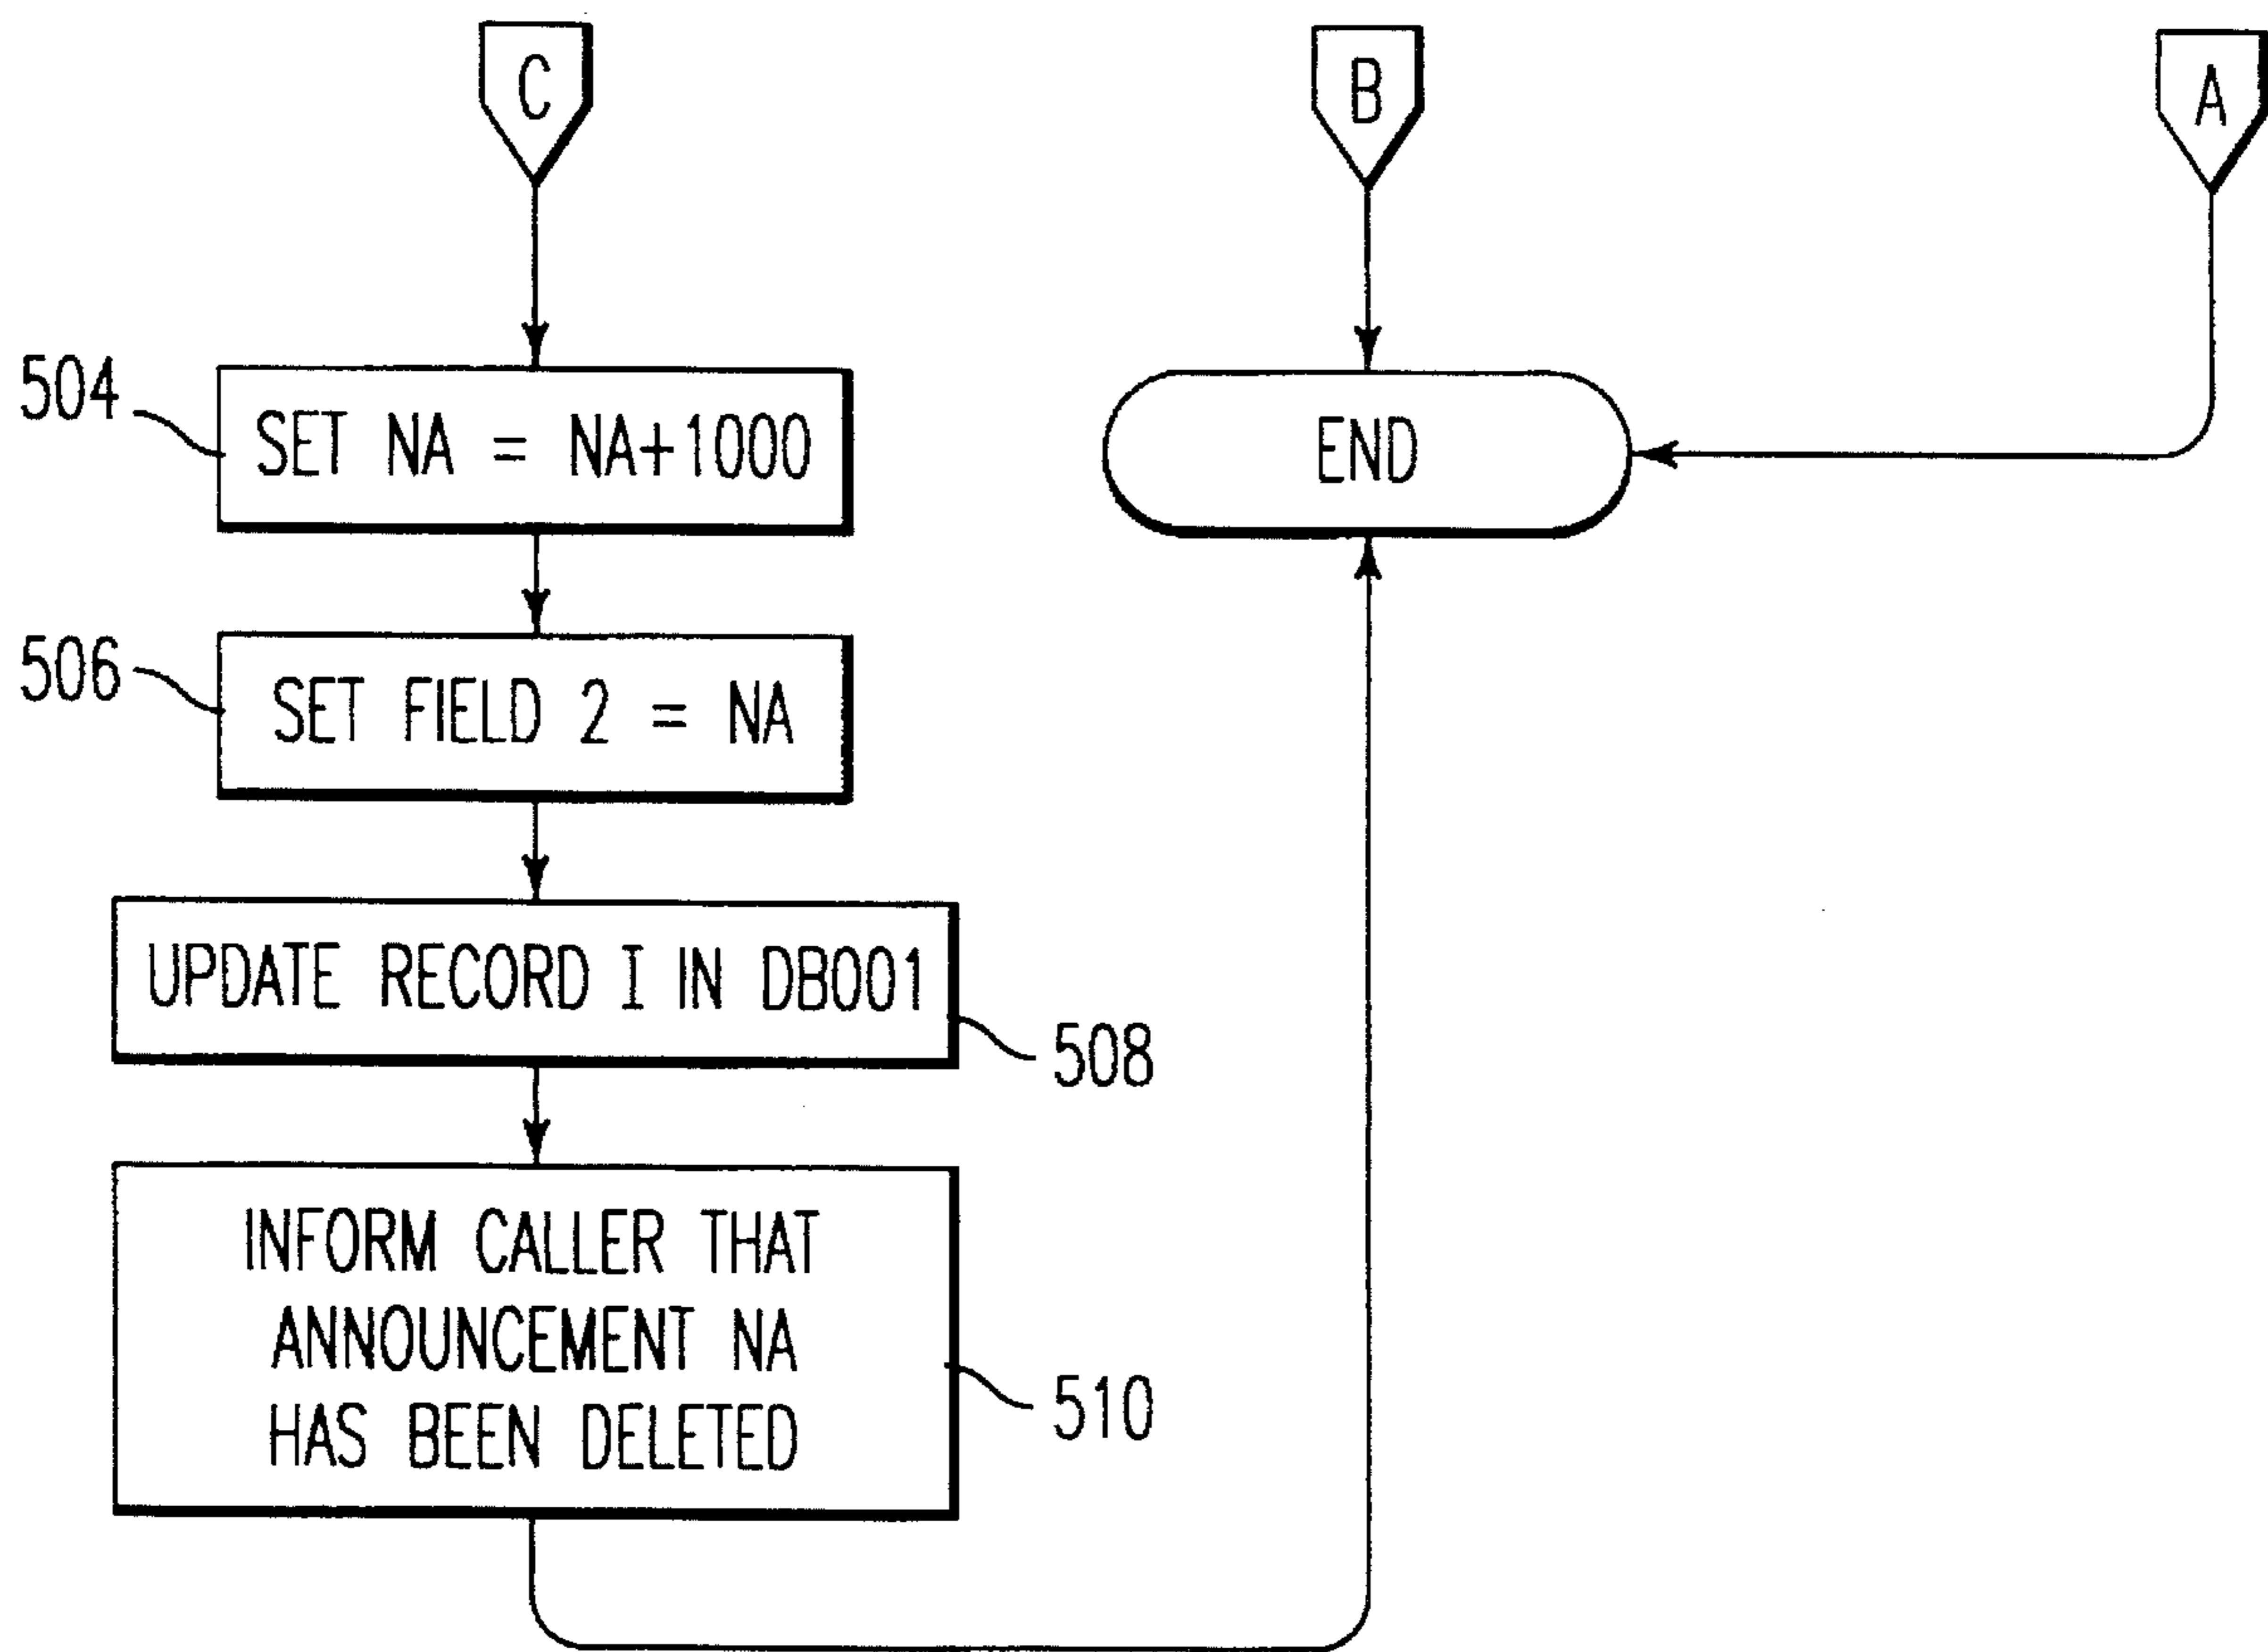 C
B
A
504
SET NA = NA+1000
END
506
SET FIELD 2 = NA
UPDATE RECORD I IN DB001
508
INFORM CALLER THAT
ANNOUNCEMENT NA
HAS BEEN DELETED
510